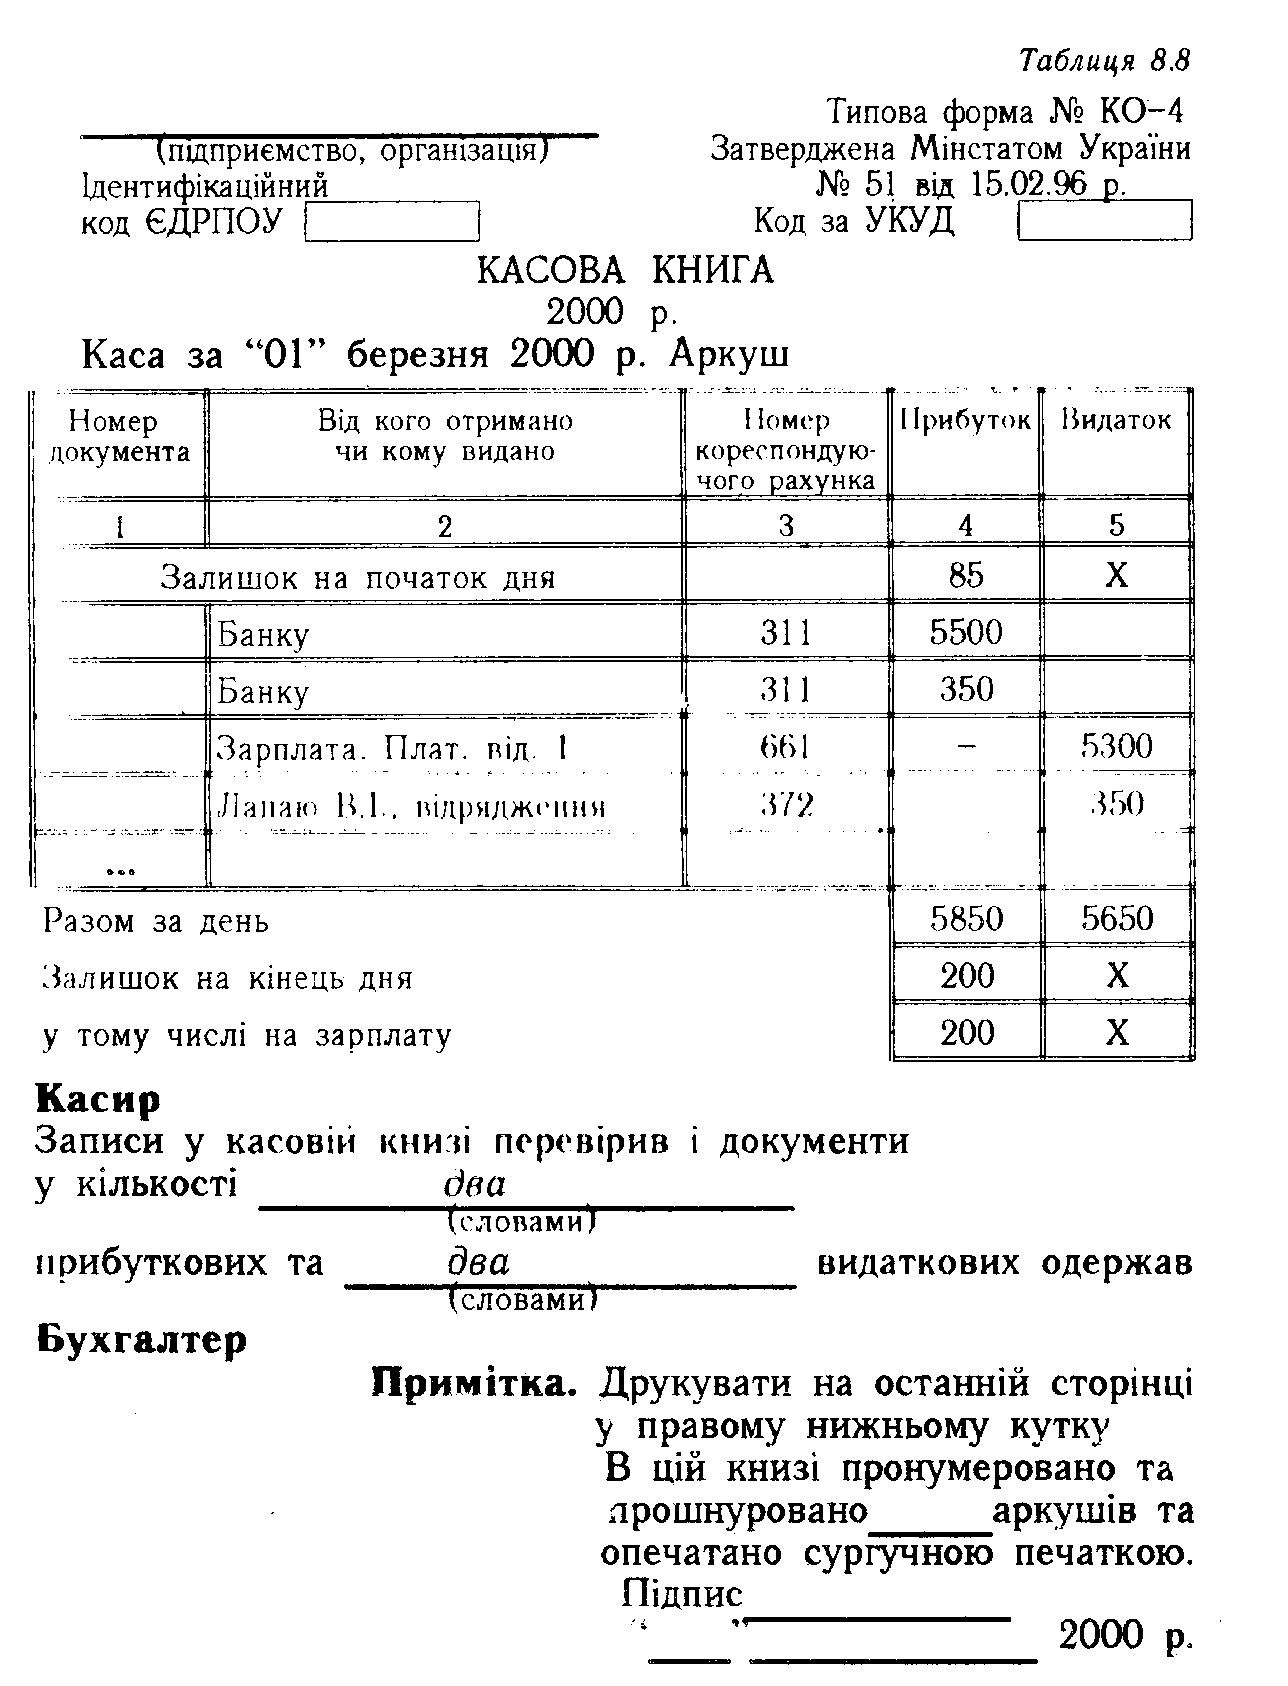 Таблиця 8.8
Типова форма № КО-4
(підприємство, організація)
Затверджена Мінстатом України
Ідентифікаційний
№ 51 від 15.02.96 р.
код ЄДРПОУ
Код за УКУД
КАСОВА КНИГА
2000 р.
Каса за “01” березня 2000 р. Аркуш
Номер документа
Від кого отримано чи кому видано
Номер кореспондую-чого рахунка
Прибуток
Видаток
1 2 3 4 5
Залишок на початок дня 85 X
Банку 311 5500
Банку 311 350
Зарплата. Плат. від. 1 661 – 5300
Лапаю В.І., відрядження 372 350
...
Разом за день 5850 5650
Залишок на кінець дня 200 X
у тому числі на зарплату 200 X
Касир
Записи у касовій книзі перевірив і документи
у кількості два
(словами)
прибуткових та два видаткових одержав
(словами)
Бухгалтер
Примітка. Друкувати на останній сторінці
у правому нижньому кутку
В цій книзі пронумеровано та
прошнуровано аркушів та
опечатано сургучною печаткою.
Підпис
“ ” 2000 р.